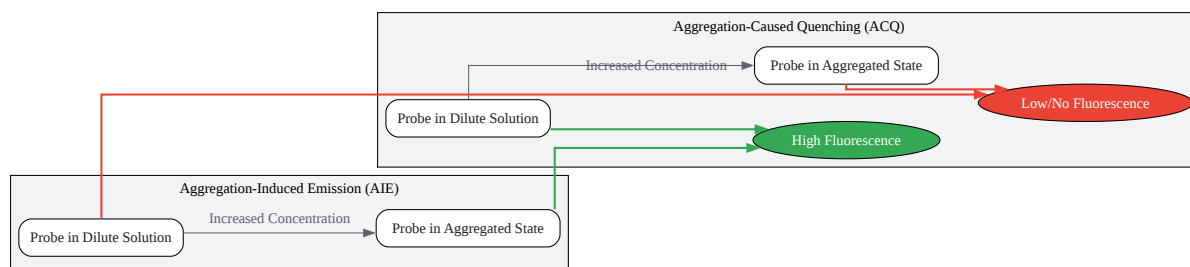 Aggregation-Caused Quenching (ACQ)
Increased Concentration
Probe in Aggregated State
Low/No Fluorescence
Probe in Dilute Solution
High Fluorescence
Aggregation-Induced Emission (AIE)
Probe in Dilute Solution
Increased Concentration
Probe in Aggregated State